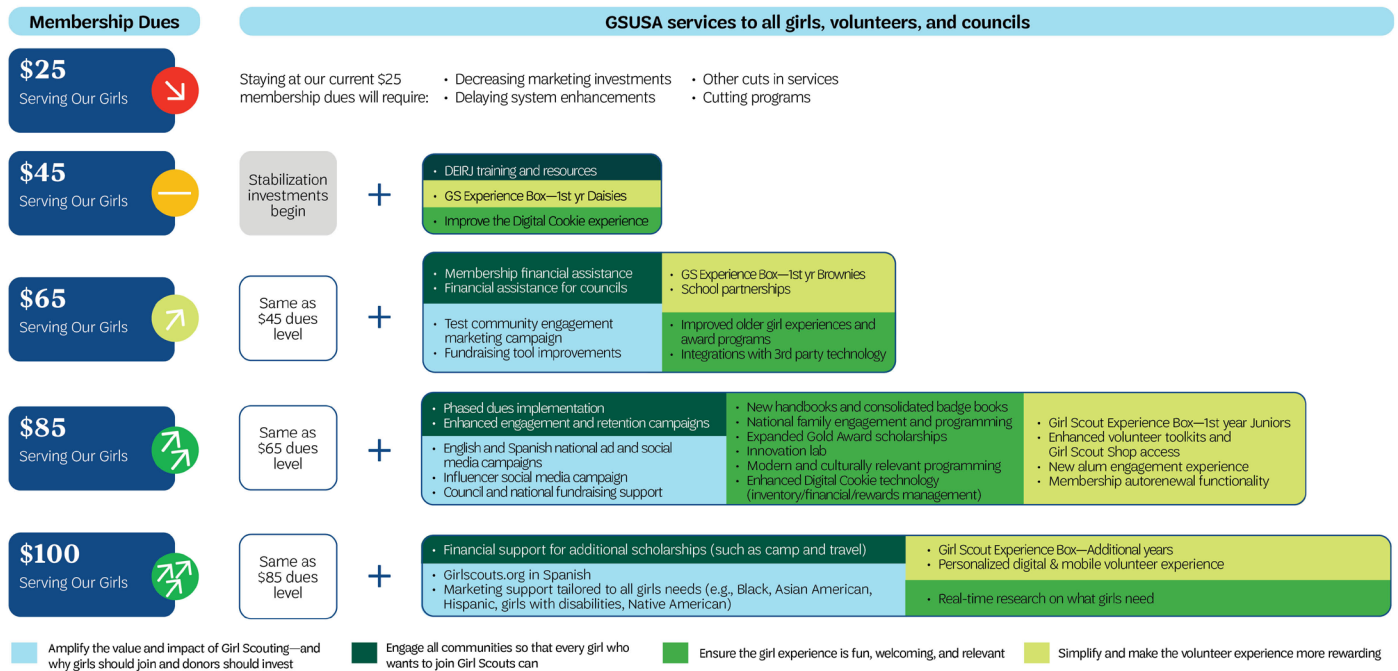 Membership Dues
GSUSA services to all girls, volunteers, and councils
$25
Serving Our Girls
Staying at our current $25
membership dues will require:
• Decreasing marketing investments
• Delaying system enhancements
• Other cuts in services
• Cutting programs
$45
Serving Our Girls
Stabilization
investments
begin
+
• DEIRJ training and resources
• GS Experience Box—1st yr Daisies
• Improve the Digital Cookie experience
$65
Serving Our Girls
Same as
$45 dues
level
+
• Membership financial assistance
• Financial assistance for councils
• Test community engagement
marketing campaign
• Fundraising tool improvements
• GS Experience Box—1st yr Brownies
• School partnerships
• Improved older girl experiences and
award programs
• Integrations with 3rd party technology
$85
Serving Our Girls
Same as
$65 dues
level
+
• Phased dues implementation
• Enhanced engagement and retention campaigns
• English and Spanish national ad and social
media campaigns
• Influencer social media campaign
• Council and national fundraising support
• New handbooks and consolidated badge books
• National family engagement and programming
• Expanded Gold Award scholarships
• Innovation lab
• Modern and culturally relevant programming
• Enhanced Digital Cookie technology
(inventory/financial/rewards management)
• Girl Scout Experience Box—1st year Juniors
• Enhanced volunteer toolkits and
Girl Scout Shop access
• New alum engagement experience
• Membership autorenewal functionality
$100
Serving Our Girls
Same as
$85 dues
level
+
• Financial support for additional scholarships (such as camp and travel)
• Girlscouts.org in Spanish
• Marketing support tailored to all girls needs (e.g., Black, Asian American,
Hispanic, girls with disabilities, Native American)
• Girl Scout Experience Box—Additional years
• Personalized digital & mobile volunteer experience
• Real-time research on what girls need
Amplify the value and impact of Girl Scouting—and
why girls should join and donors should invest
Engage all communities so that every girl who
wants to join Girl Scouts can
Ensure the girl experience is fun, welcoming, and relevant
Simplify and make the volunteer experience more rewarding